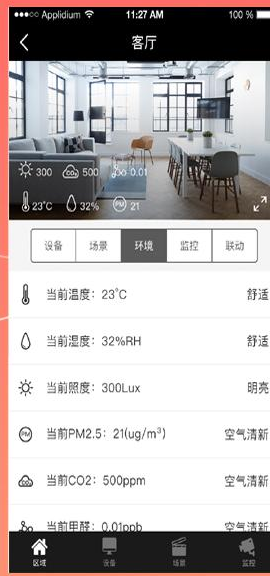 Applidium 11:27 AM 100 %
客厅
300 CO2 500 0.01
23°C 32% PM 21
设备 场景 环境 监控 联动
当前温度：23°C 舒适
当前湿度：32%RH 舒适
当前照度：300Lux 明亮
PM 当前PM2.5：21(ug/m³) 空气清新
CO2 当前CO2：500ppm 空气清新
当前甲醛：0.01ppb 空气清新
区域 设备 场景 监控